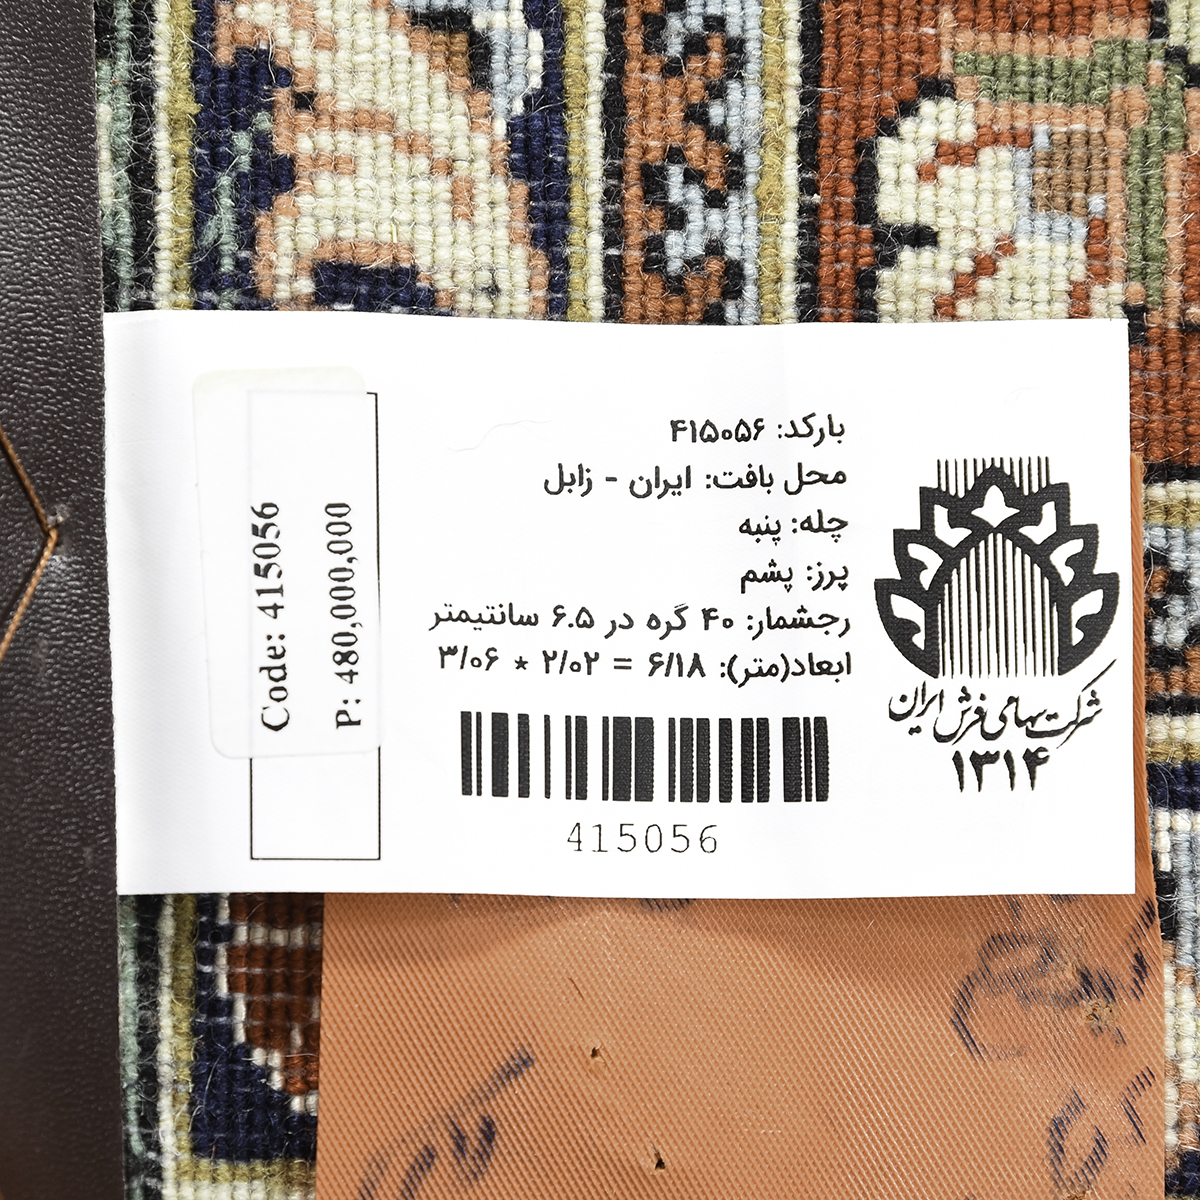 بارکد: ۴۱۵۰۵۶
محل بافت: ایران - زابل
چله: پنبه
پرز: پشم
رجشمار: ۴۰ گره در ۶.۵ سانتیمتر
ابعاد(متر): ۶/۱۸ = ۲/۰۲ * ۳/۰۶
415056
شرکت سهامی فرش ایران
۱۳۱۴
Code: 415056
P: 480,000,000